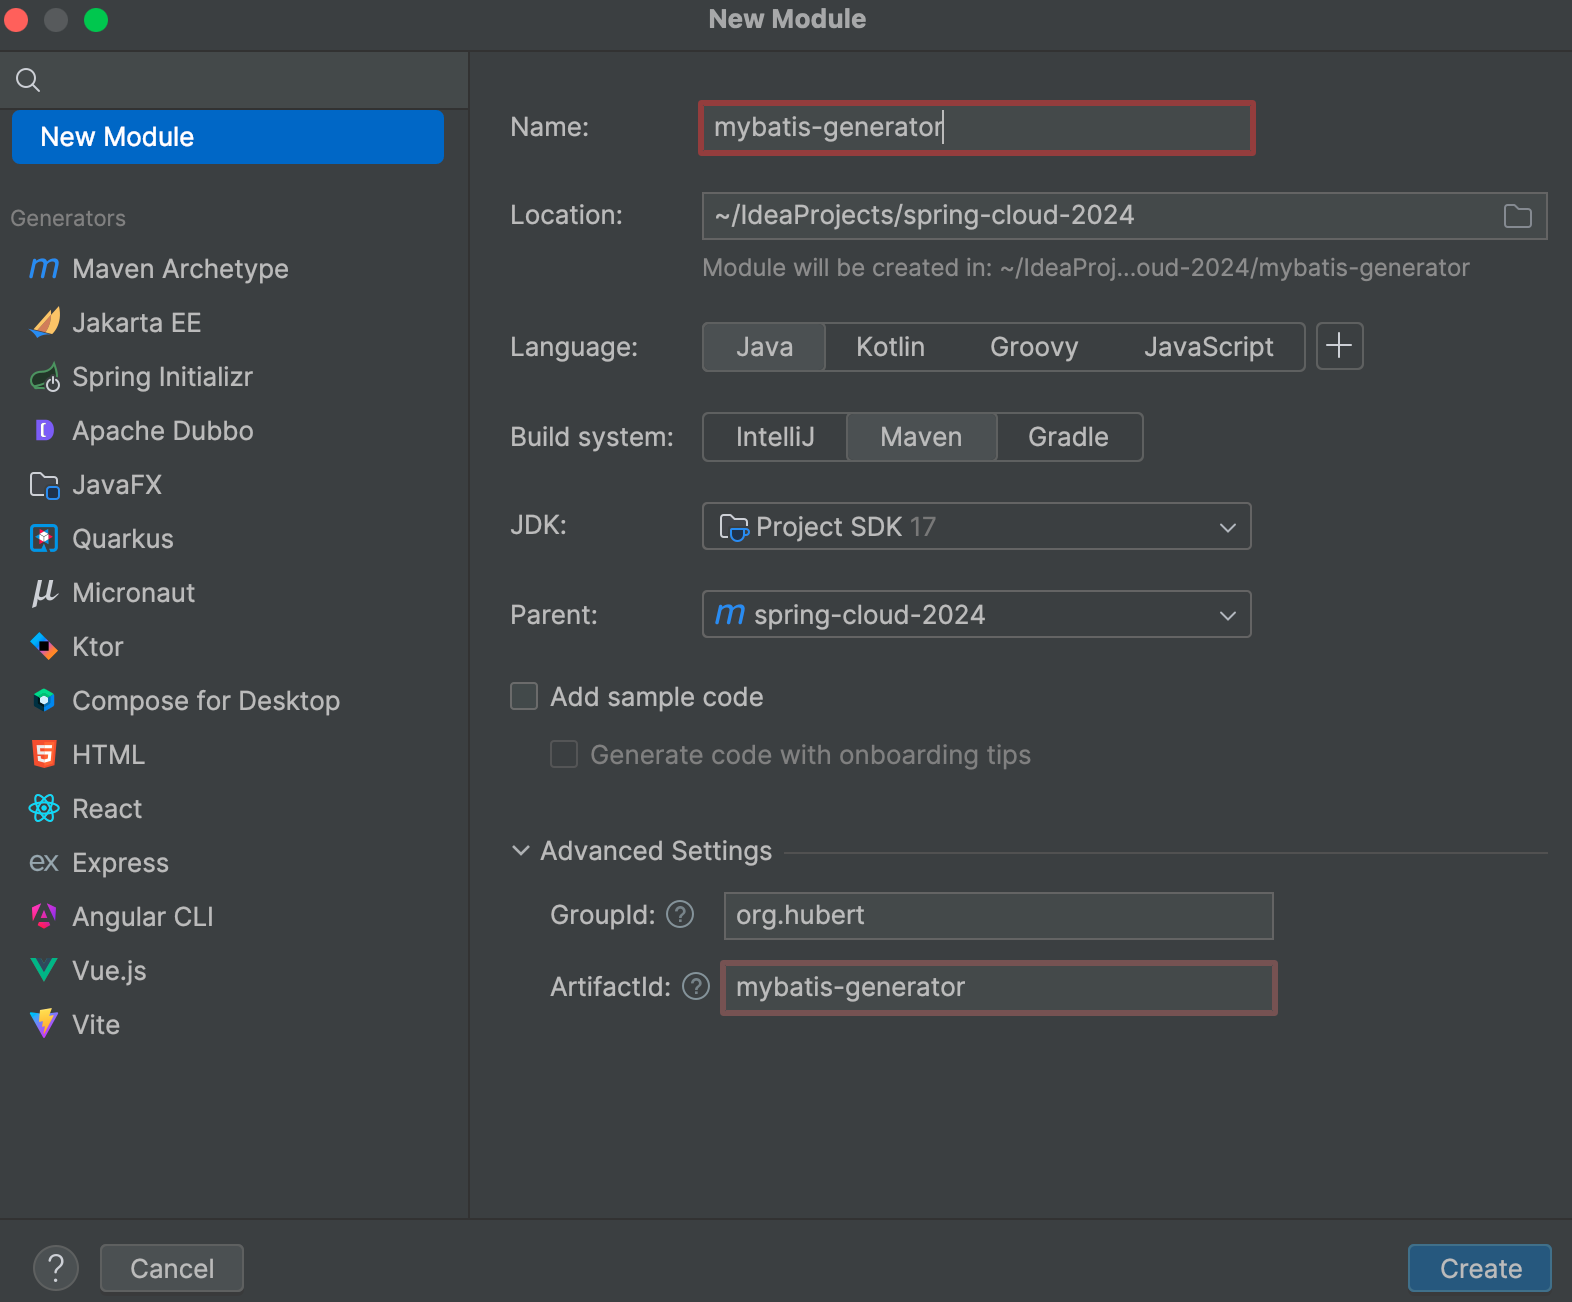 New Module
New Module
Generators
Maven Archetype
Jakarta EE
Spring Initializr
Apache Dubbo
JavaFX
Quarkus
Micronaut
Ktor
Compose for Desktop
HTML
React
Express
Angular CLI
Vue.js
Vite
Name: mybatis-generator
Location: ~/IdeaProjects/spring-cloud-2024
Module will be created in: ~/IdeaProj...oud-2024/mybatis-generator
Language: Java Kotlin Groovy JavaScript
Build system: IntelliJ Maven Gradle
JDK: Project SDK 17
Parent: m spring-cloud-2024
Add sample code
Generate code with onboarding tips
Advanced Settings
GroupId: ? org.hubert
ArtifactId: ? mybatis-generator
? Cancel Create